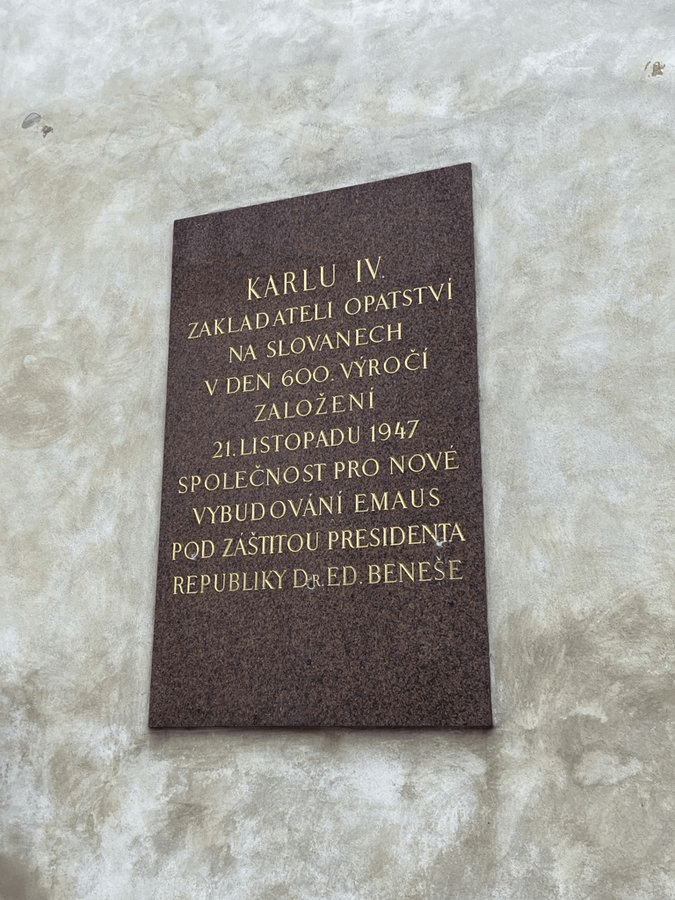 KARLU IV.
ZAKLADATELI OPATSTVÍ
NA SLOVANECH
V DEN 600. VÝROČÍ
ZALOŽENÍ
21. LISTOPADU 1947
SPOLEČNOST PRO NOVÉ
VYBUDOVÁNÍ EMAUS
POD ZÁŠTITOU PRESIDENTA
REPUBLIKY DR. ED. BENEŠE